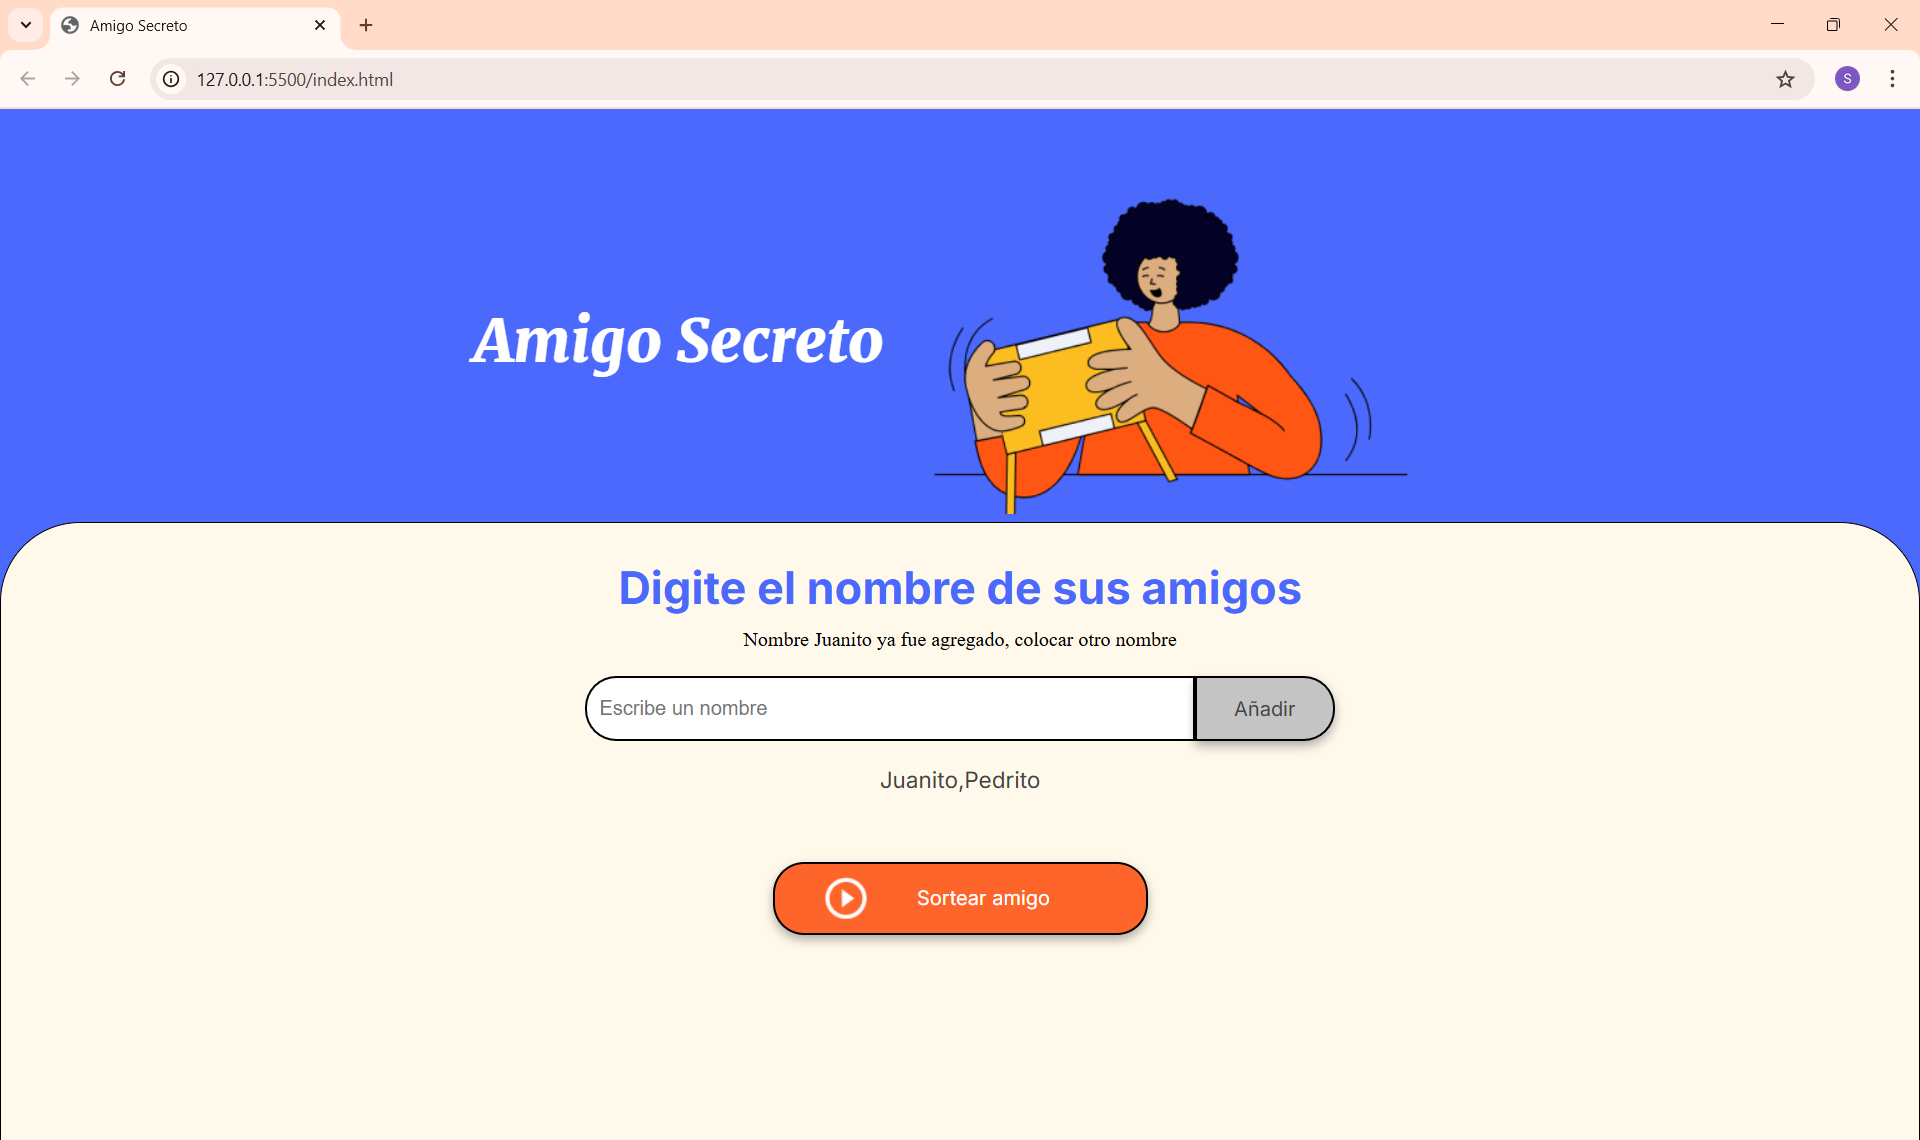 Amigo Secreto
127.0.0.1:5500/index.html
S
Amigo Secreto
Digite el nombre de sus amigos
Nombre Juanito ya fue agregado, colocar otro nombre
Escribe un nombre
Añadir
Juanito,Pedrito
Sortear amigo